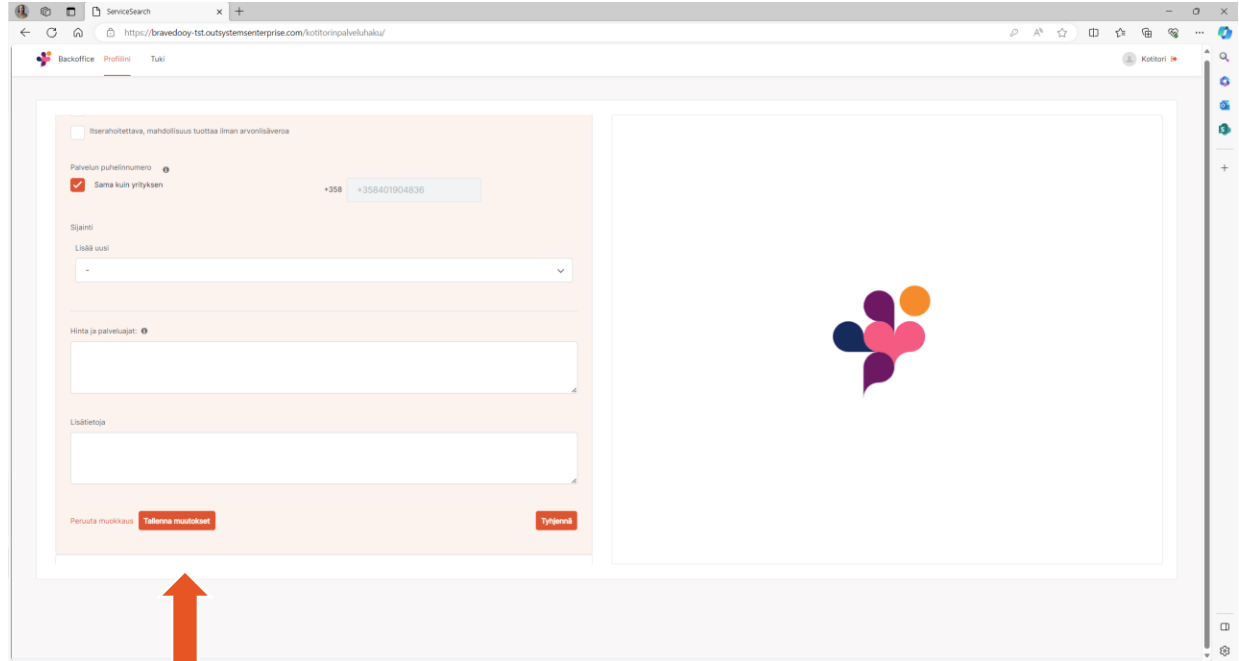 ServiceSearch
https://bravedooy-tst.outsystemsenterprise.com/kotitorinpalveluhaku/
Backoffice Profiilini Tuki
Kotitori
Itserahoitettava, mahdollisuus tuottaa ilman arvonlisäveroa
Palvelun puhelinnumero
Sama kuin yrityksen
+358 +358401904836
Sijainti
Lisää uusi
-
Hinta ja palveluajat:
Lisätietoja
Peruuta muokkaus Tallenna muutokset Tyhjennä